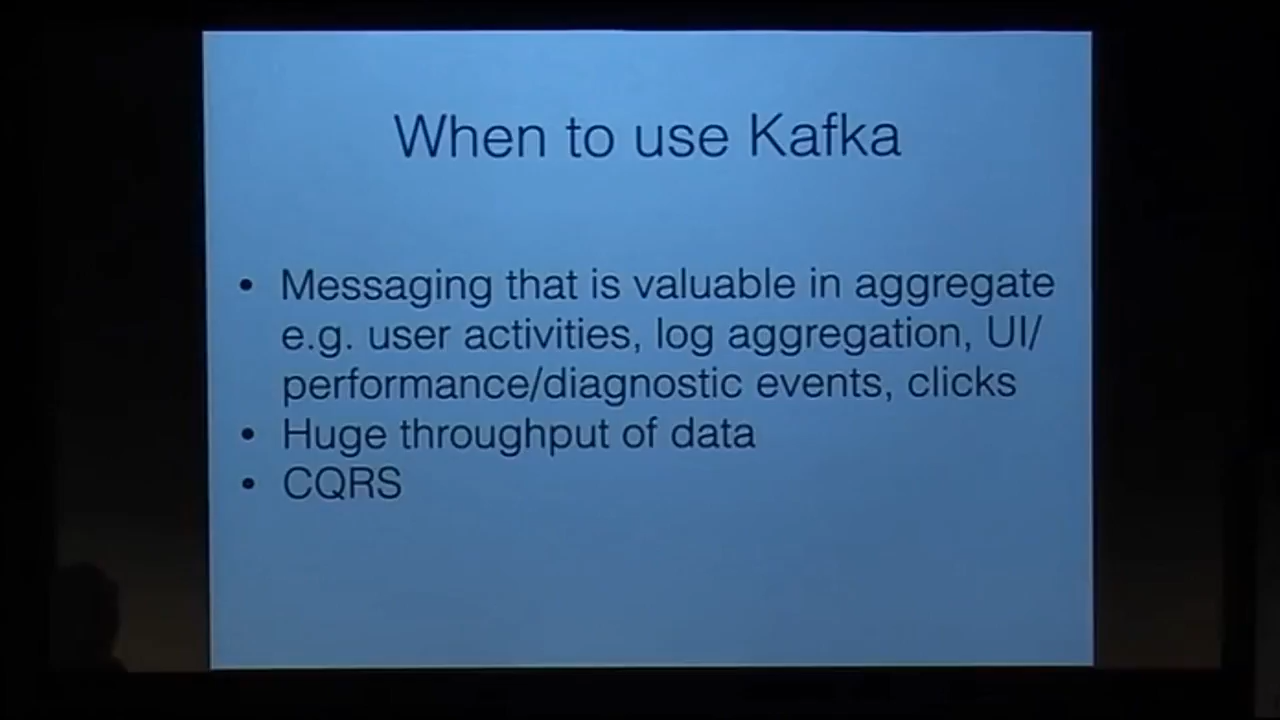 When to use Kafka
• Messaging that is valuable in aggregate
e.g. user activities, log aggregation, UI/
performance/diagnostic events, clicks
• Huge throughput of data
• CQRS